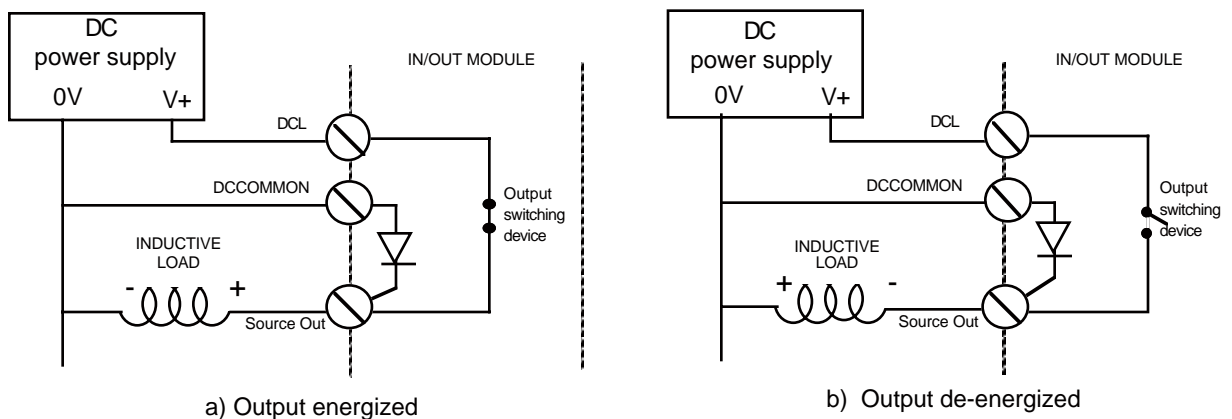 DC
power supply
0V V+
IN/OUT MODULE
DCL
DCCOMMON
Output
switching
device
INDUCTIVE
LOAD
- +
Source Out
a) Output energized
DC
power supply
0V V+
IN/OUT MODULE
DCL
DCCOMMON
Output
switching
device
INDUCTIVE
LOAD
+ -
Source Out
b) Output de-energized